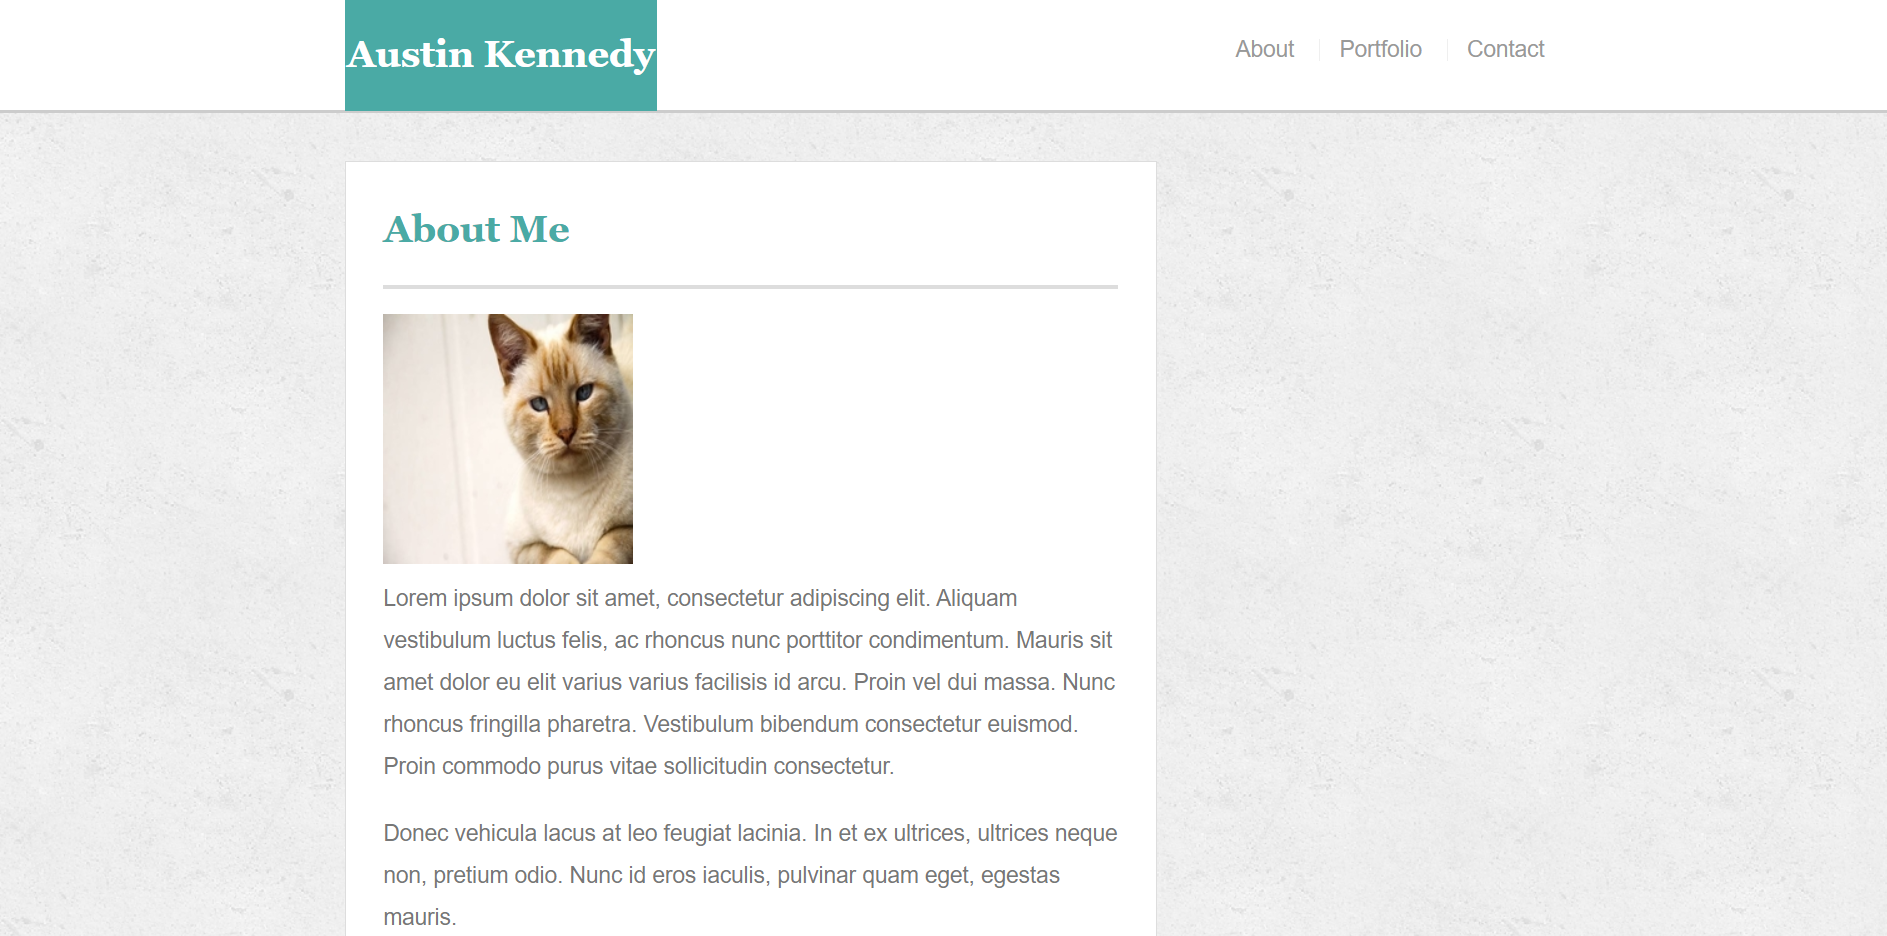 Austin Kennedy
About
Portfolio
Contact
About Me
Lorem ipsum dolor sit amet, consectetur adipiscing elit. Aliquam
vestibulum luctus felis, ac rhoncus nunc porttitor condimentum. Mauris sit
amet dolor eu elit varius varius facilisis id arcu. Proin vel dui massa. Nunc
rhoncus fringilla pharetra. Vestibulum bibendum consectetur euismod.
Proin commodo purus vitae sollicitudin consectetur.
Donec vehicula lacus at leo feugiat lacinia. In et ex ultrices, ultrices neque
non, pretium odio. Nunc id eros iaculis, pulvinar quam eget, egestas
mauris.